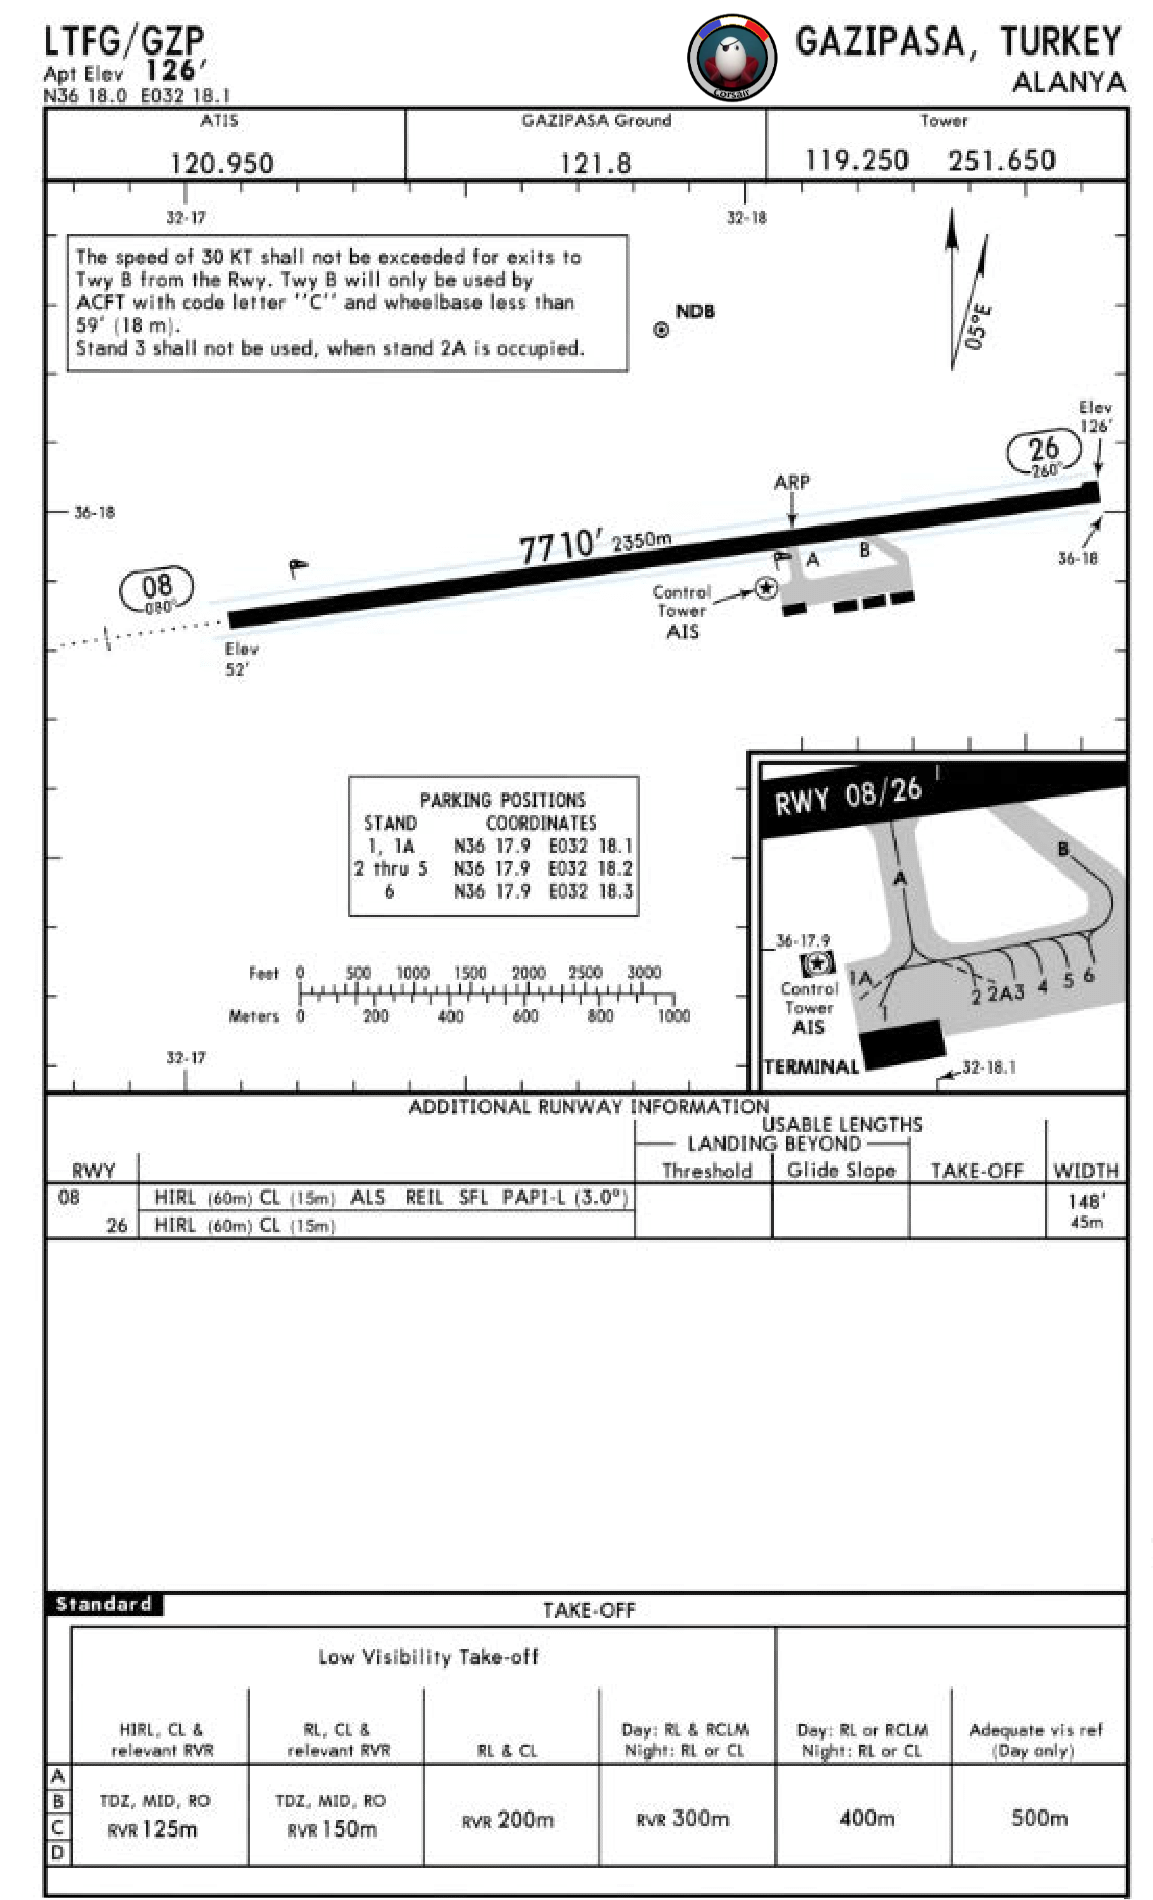 LTFG/GZP
Apt Elev 126'
N36 18.0 E032 18.1
Corsair
GAZIPASA, TURKEY
ALANYA
ATIS
120.950
GAZIPASA Ground
121.8
Tower
119.250 251.650
32-17
32-18
The speed of 30 KT shall not be exceeded for exits to
Twy B from the Rwy. Twy B will only be used by
ACFT with code letter ''C'' and wheelbase less than
59' (18 m).
Stand 3 shall not be used, when stand 2A is occupied.
NDB
05°E
Elev
126'
26
260°
ARP
36-18
7710' 2350m
A
B
36-18
08
080°
Control
Tower
AIS
Elev
52'
PARKING POSITIONS
STAND COORDINATES
1, 1A N36 17.9 E032 18.1
2 thru 5 N36 17.9 E032 18.2
6 N36 17.9 E032 18.3
Feet 0 500 1000 1500 2000 2500 3000
Meters 0 200 400 600 800 1000
32-17
RWY 08/26
B
A
36-17.9
Control
Tower
AIS
1A
1
2 2A 3 4 5 6
TERMINAL
32-18.1
ADDITIONAL RUNWAY INFORMATION
USABLE LENGTHS
LANDING BEYOND
RWY Threshold Glide Slope TAKE-OFF WIDTH
08 HIRL (60m) CL (15m) ALS REIL SFL PAPI-L (3.0°) 148'
26 HIRL (60m) CL (15m) 45m
Standard
TAKE-OFF
Low Visibility Take-off
HIRL, CL &
relevant RVR
RL, CL &
relevant RVR
RL & CL
Day: RL & RCLM
Night: RL or CL
Day: RL or RCLM
Night: RL or CL
Adequate vis ref
(Day only)
A
B
C
D
TDZ, MID, RO
RVR 125m
TDZ, MID, RO
RVR 150m
RVR 200m
RVR 300m
400m
500m